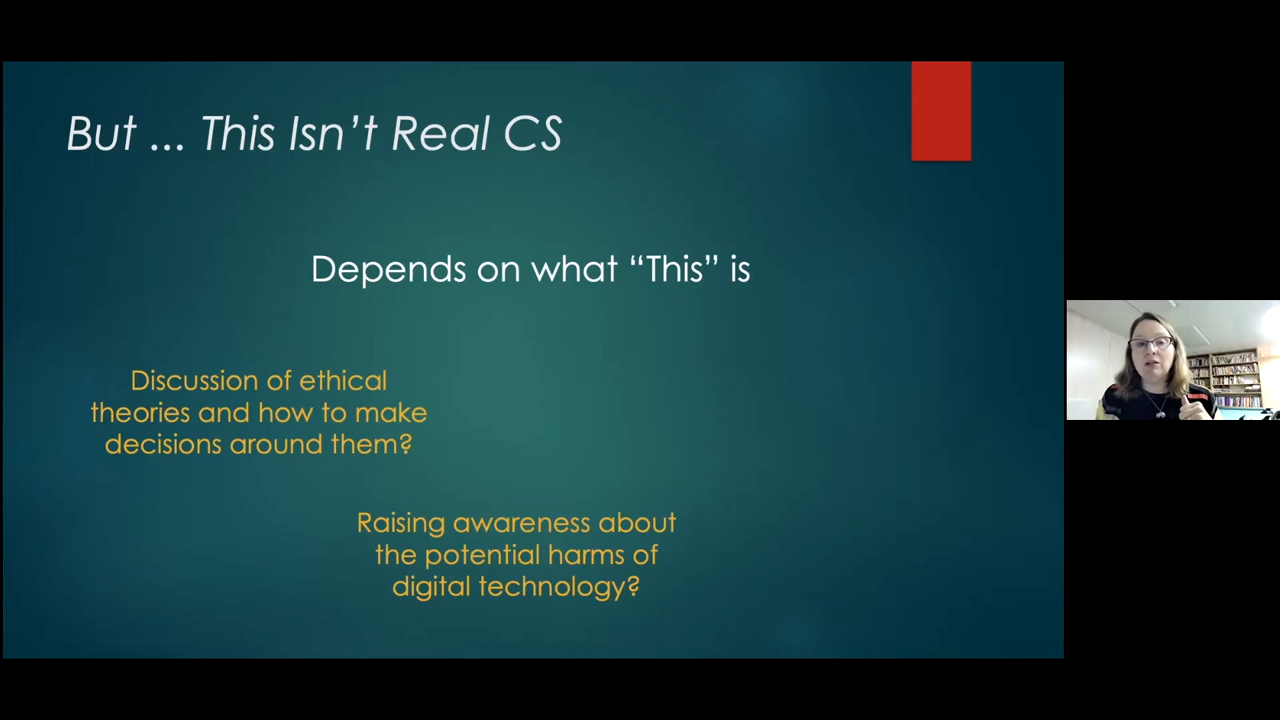 But ... This Isn’t Real CS
Depends on what “This” is
Discussion of ethical
theories and how to make
decisions around them?
Raising awareness about
the potential harms of
digital technology?